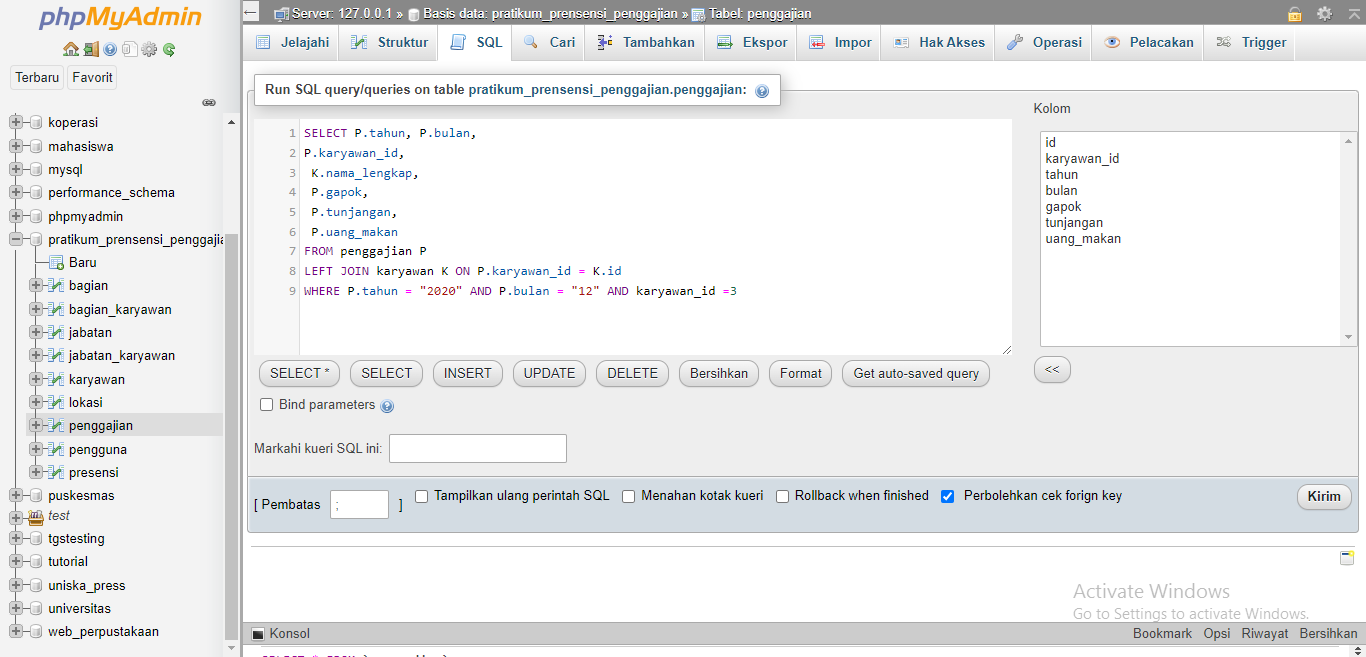 phpMyAdmin
Terbaru Favorit
koperasi
mahasiswa
mysql
performance_schema
phpmyadmin
pratikum_prensensi_penggajia
Baru
bagian
bagian_karyawan
jabatan
jabatan_karyawan
karyawan
lokasi
penggajian
pengguna
presensi
puskesmas
test
tgstesting
tutorial
uniska_press
universitas
web_perpustakaan
Server: 127.0.0.1 » Basis data: pratikum_prensensi_penggajian » Tabel: penggajian
Jelajahi Struktur SQL Cari Tambahkan Ekspor Impor Hak Akses Operasi Pelacakan Trigger
Run SQL query/queries on table pratikum_prensensi_penggajian.penggajian:
1 SELECT P.tahun, P.bulan,
2 P.karyawan_id,
3 K.nama_lengkap,
4 P.gapok,
5 P.tunjangan,
6 P.uang_makan
7 FROM penggajian P
8 LEFT JOIN karyawan K ON P.karyawan_id = K.id
9 WHERE P.tahun = "2020" AND P.bulan = "12" AND karyawan_id =3
Kolom
id
karyawan_id
tahun
bulan
gapok
tunjangan
uang_makan
<<
SELECT * SELECT INSERT UPDATE DELETE Bersihkan Format Get auto-saved query
Bind parameters
Markahi kueri SQL ini:
[ Pembatas ; ] Tampilkan ulang perintah SQL Menahan kotak kueri Rollback when finished Perbolehkan cek forign key Kirim
Activate Windows
Go to Settings to activate Windows.
Konsol Bookmark Opsi Riwayat Bersihkan